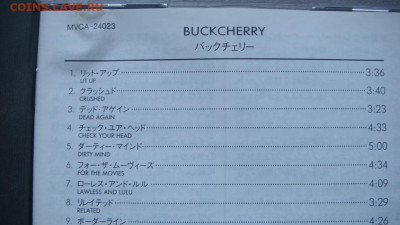 COINS.LAVE.RU
MVCA-24023
BUCKCHERRY
バックチェリー
1. リット・アップ 3:36
LIT UP
2. クラッシュド 3:40
CRUSHED
3. デッド・アゲイン 3:23
DEAD AGAIN
4. チェック・ユア・ヘッド 4:33
CHECK YOUR HEAD
5. ダーティー・マインド 5:00
DIRTY MIND
6. フォー・ザ・ムーヴィーズ 4:34
FOR THE MOVIES
7. ローレス・アンド・ルル 4:09
LAWLESS AND LULU
8. リレイテッド 3:29
RELATED
9. ボーダーライン 4:26